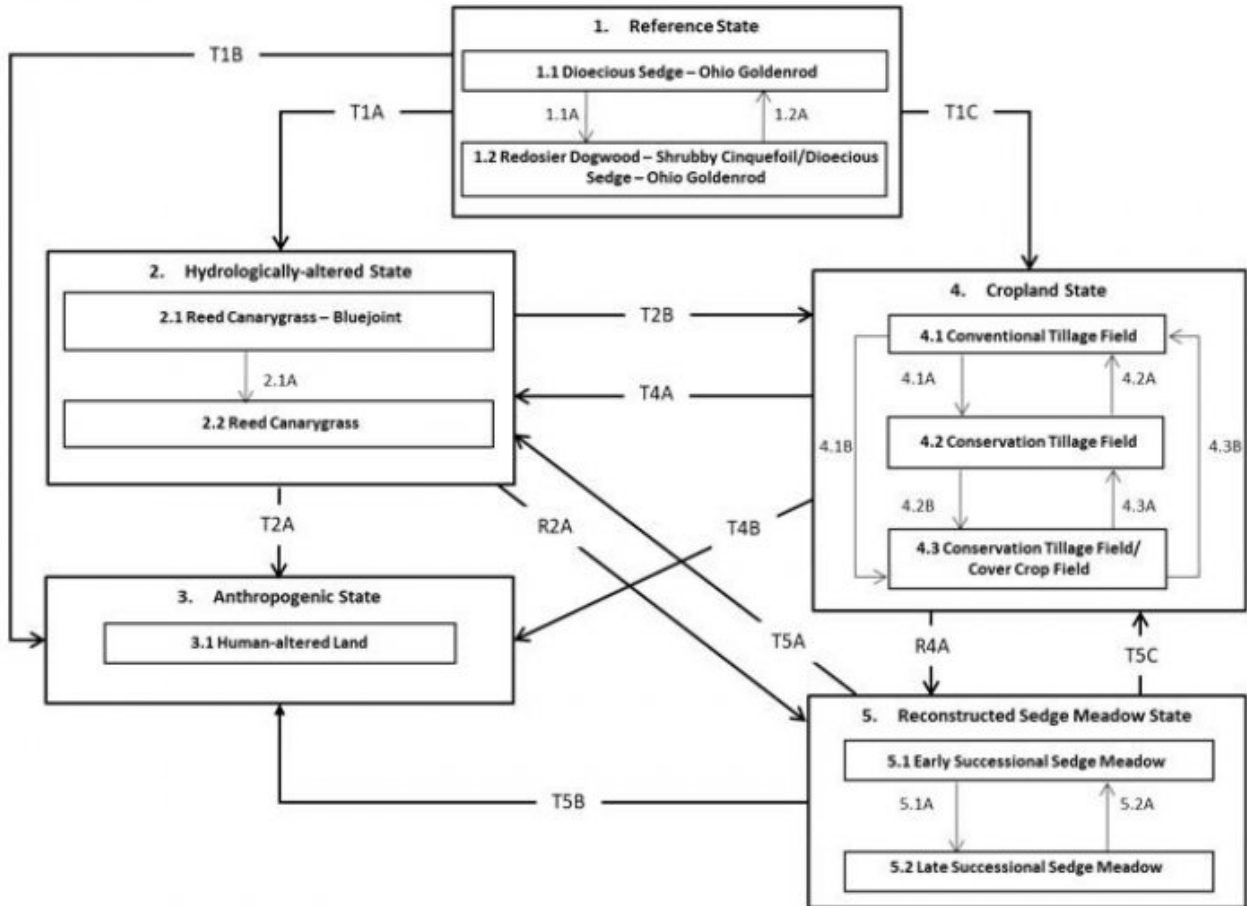 1. Reference State
T1B
1.1 Dioecious Sedge – Ohio Goldenrod
T1A
1.1A
1.2A
T1C
1.2 Redosier Dogwood – Shrubby Cinquefoil/Dioecious
Sedge – Ohio Goldenrod
2. Hydrologically-altered State
2.1 Reed Canarygrass – Bluejoint
2.1A
2.2 Reed Canarygrass
T2B
T4A
4. Cropland State
4.1 Conventional Tillage Field
4.1A
4.2A
4.2 Conservation Tillage Field
4.1B
4.3B
4.2B
4.3A
4.3 Conservation Tillage Field/
Cover Crop Field
T2A
R2A
T4B
3. Anthropogenic State
3.1 Human-altered Land
T5A
R4A
T5C
5. Reconstructed Sedge Meadow State
5.1 Early Successional Sedge Meadow
5.1A
5.2A
5.2 Late Successional Sedge Meadow
T5B